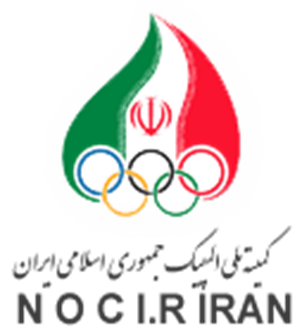 کمیته ملی المپیک جمهوری اسلامی ایران
N O C I.R IRAN